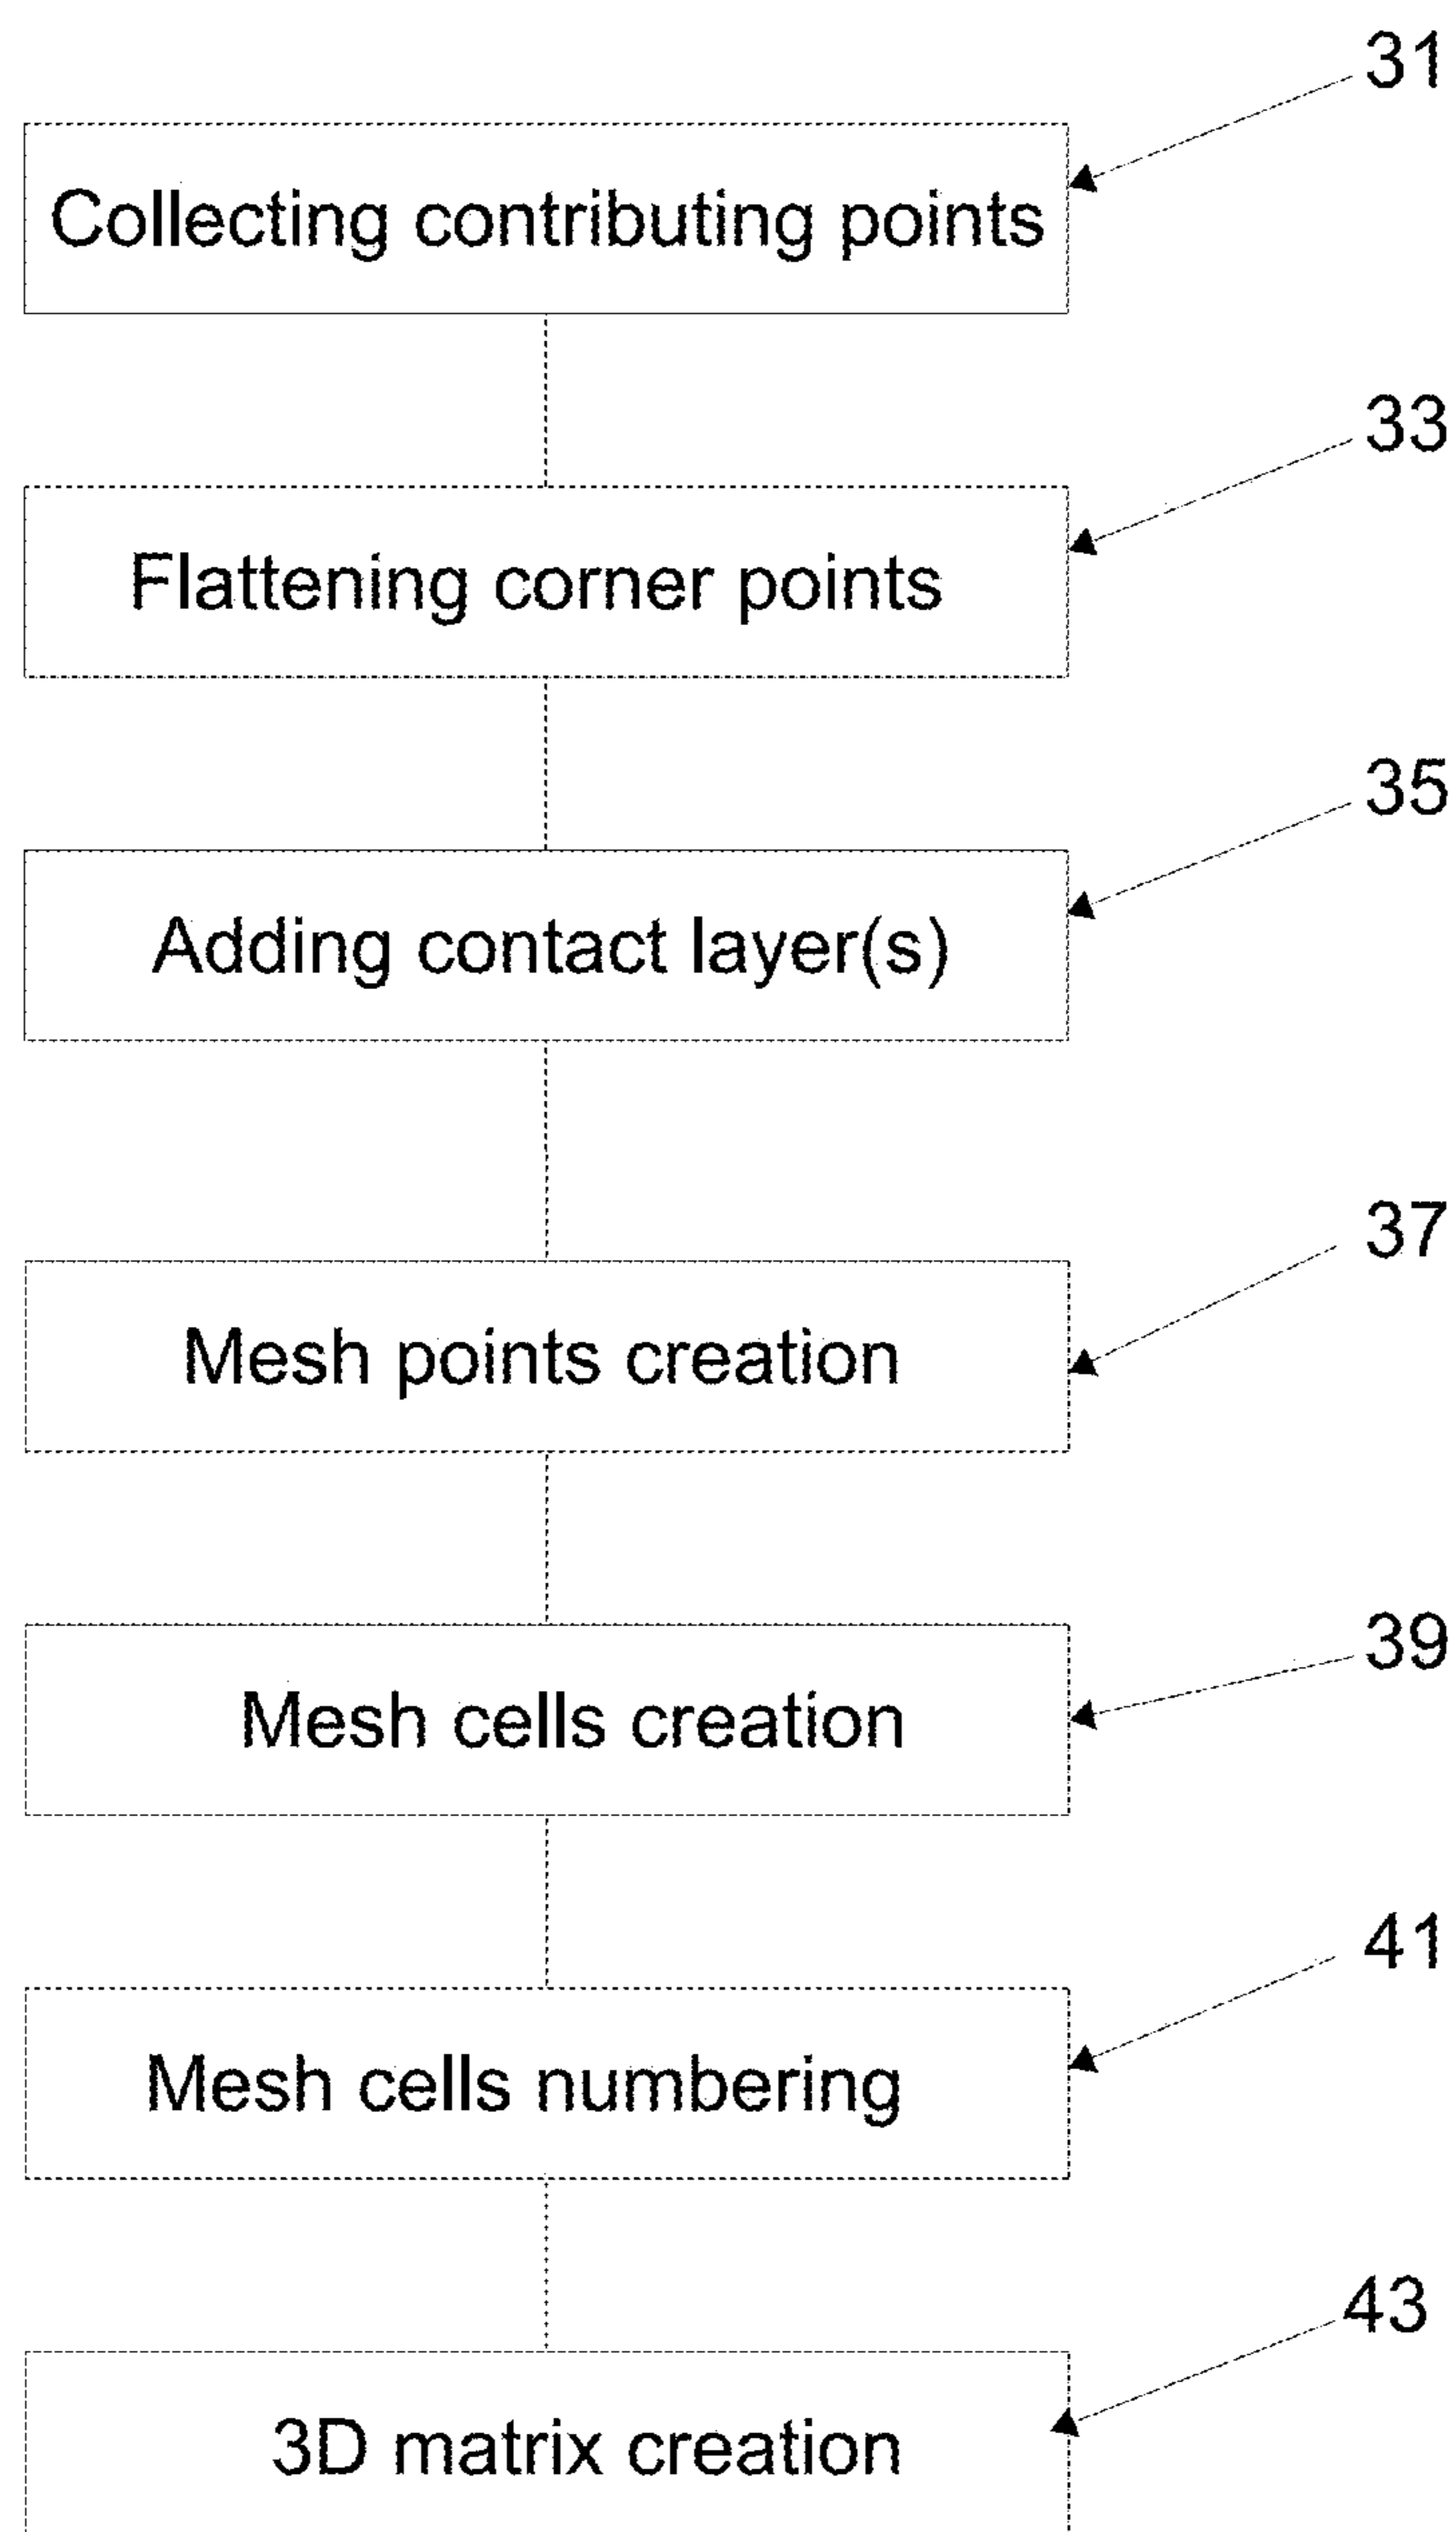 31
Collecting contributing points
33
Flattening corner points
35
Adding contact layer(s)
37
Mesh points creation
39
Mesh cells creation
41
Mesh cells numbering
43
3D matrix creation